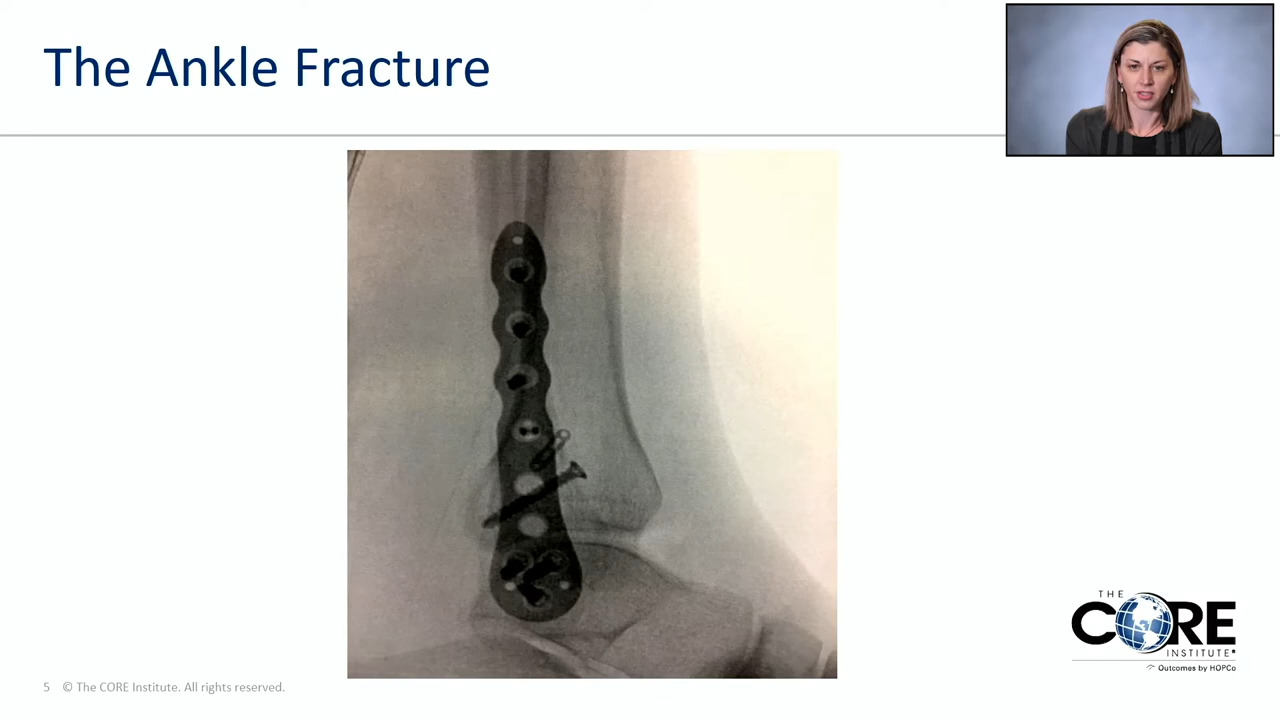 The Ankle Fracture
THE
CORE
INSTITUTE®
Outcomes by HOPCo
5 © The CORE Institute. All rights reserved.